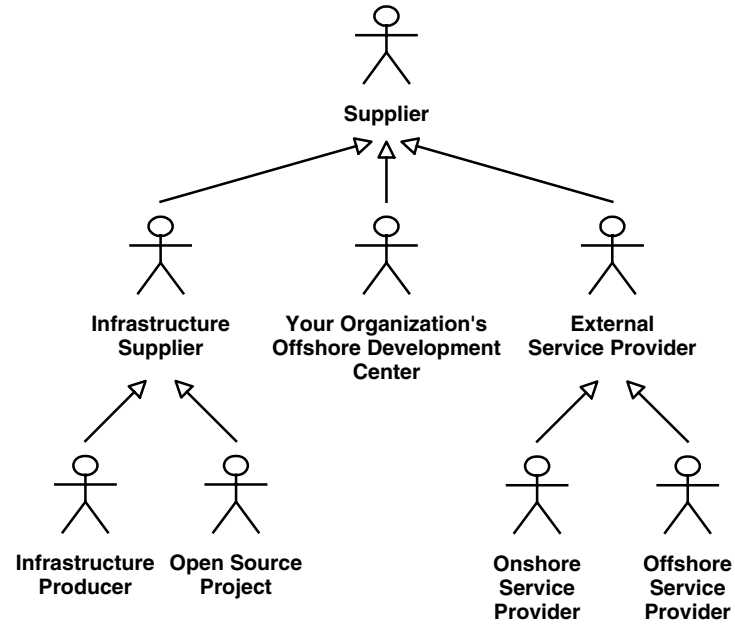 Supplier
Infrastructure
Supplier
Your Organization's
Offshore Development
Center
External
Service Provider
Infrastructure
Producer
Open Source
Project
Onshore
Service
Provider
Offshore
Service
Provider